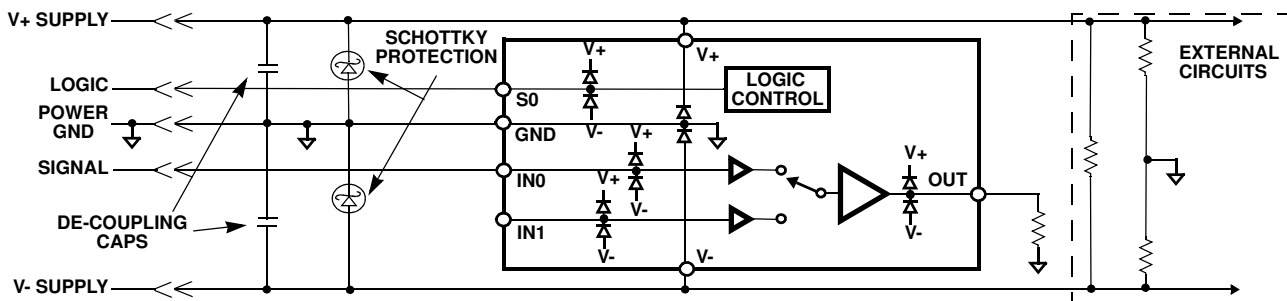 V+ SUPPLY
SCHOTTKY
PROTECTION
EXTERNAL
CIRCUITS
V+
V+
LOGIC
CONTROL
LOGIC
S0
V-
POWER
GND
GND
V+
SIGNAL
IN0
V+
V-
V+
OUT
V-
IN1
V-
DE-COUPLING
CAPS
V-
V- SUPPLY